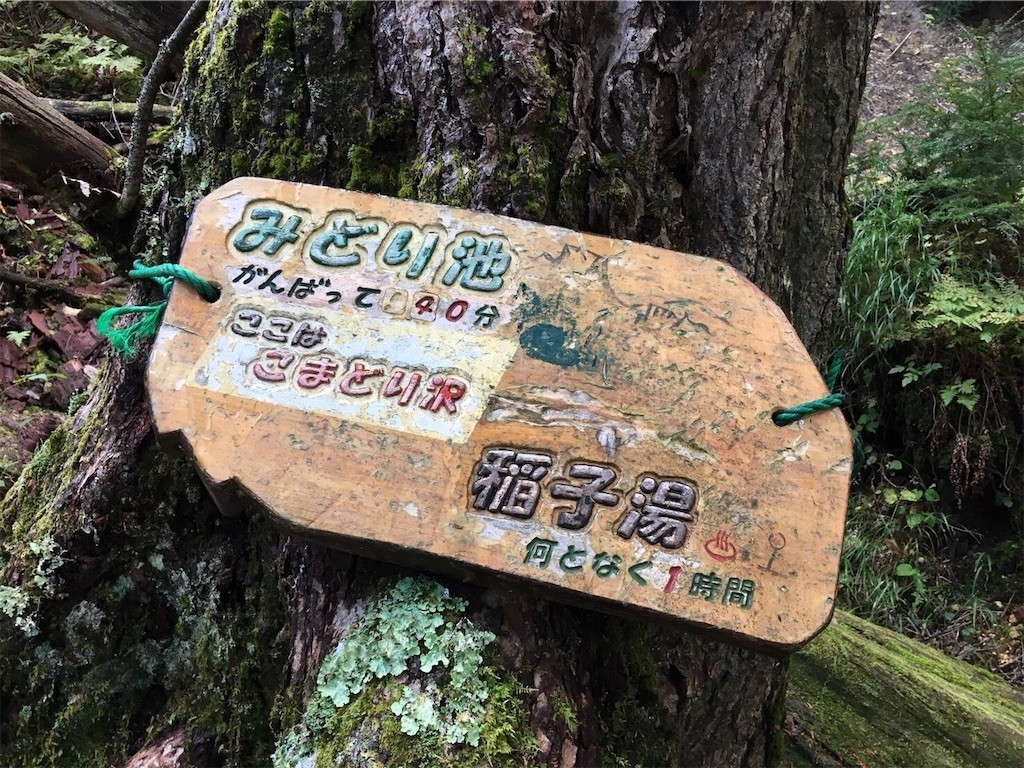 みどり池
がんばって 40分
ここは
こまどり沢
稲子湯
何となく1時間